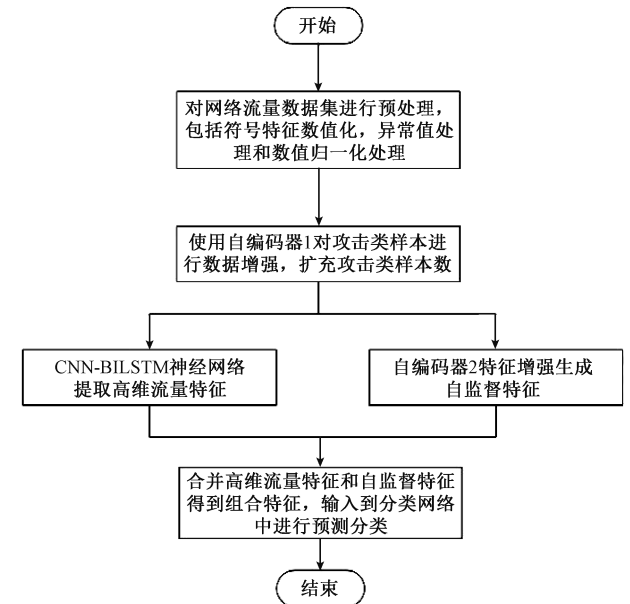 开始
对网络流量数据集进行预处理，
包括符号特征数值化，异常值处
理和数值归一化处理
使用自编码器1对攻击类样本进
行数据增强，扩充攻击类样本数
CNN-BILSTM神经网络
提取高维流量特征
自编码器2特征增强生成
自监督特征
合并高维流量特征和自监督特征
得到组合特征，输入到分类网络
中进行预测分类
结束